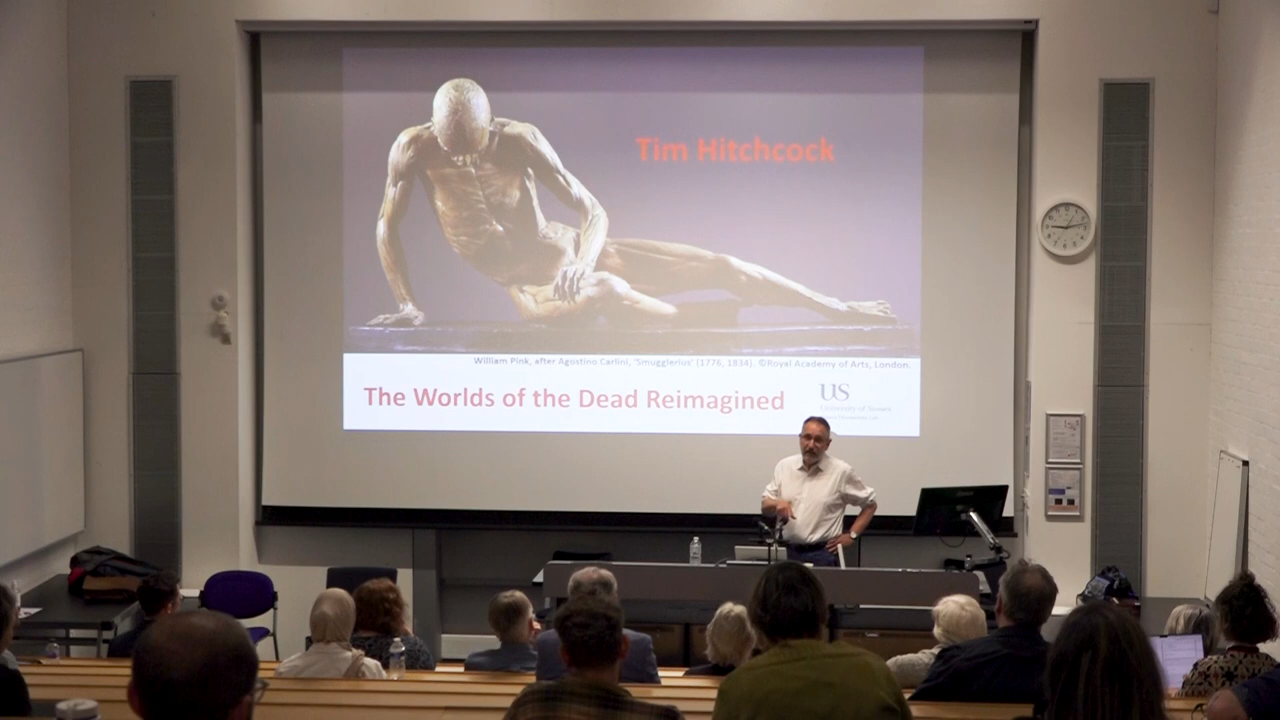 Tim Hitchcock
William Pink, after Agostino Carlini, 'Smugglerius' (1776, 1834). ©Royal Academy of Arts, London.
The Worlds of the Dead Reimagined
US
University of Sussex